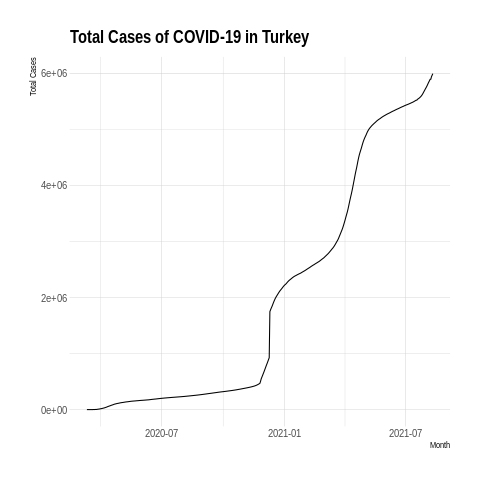 Total Cases of COVID-19 in Turkey
Total Cases
6e+06
4e+06
2e+06
0e+00
2020-07
2021-01
2021-07
Month